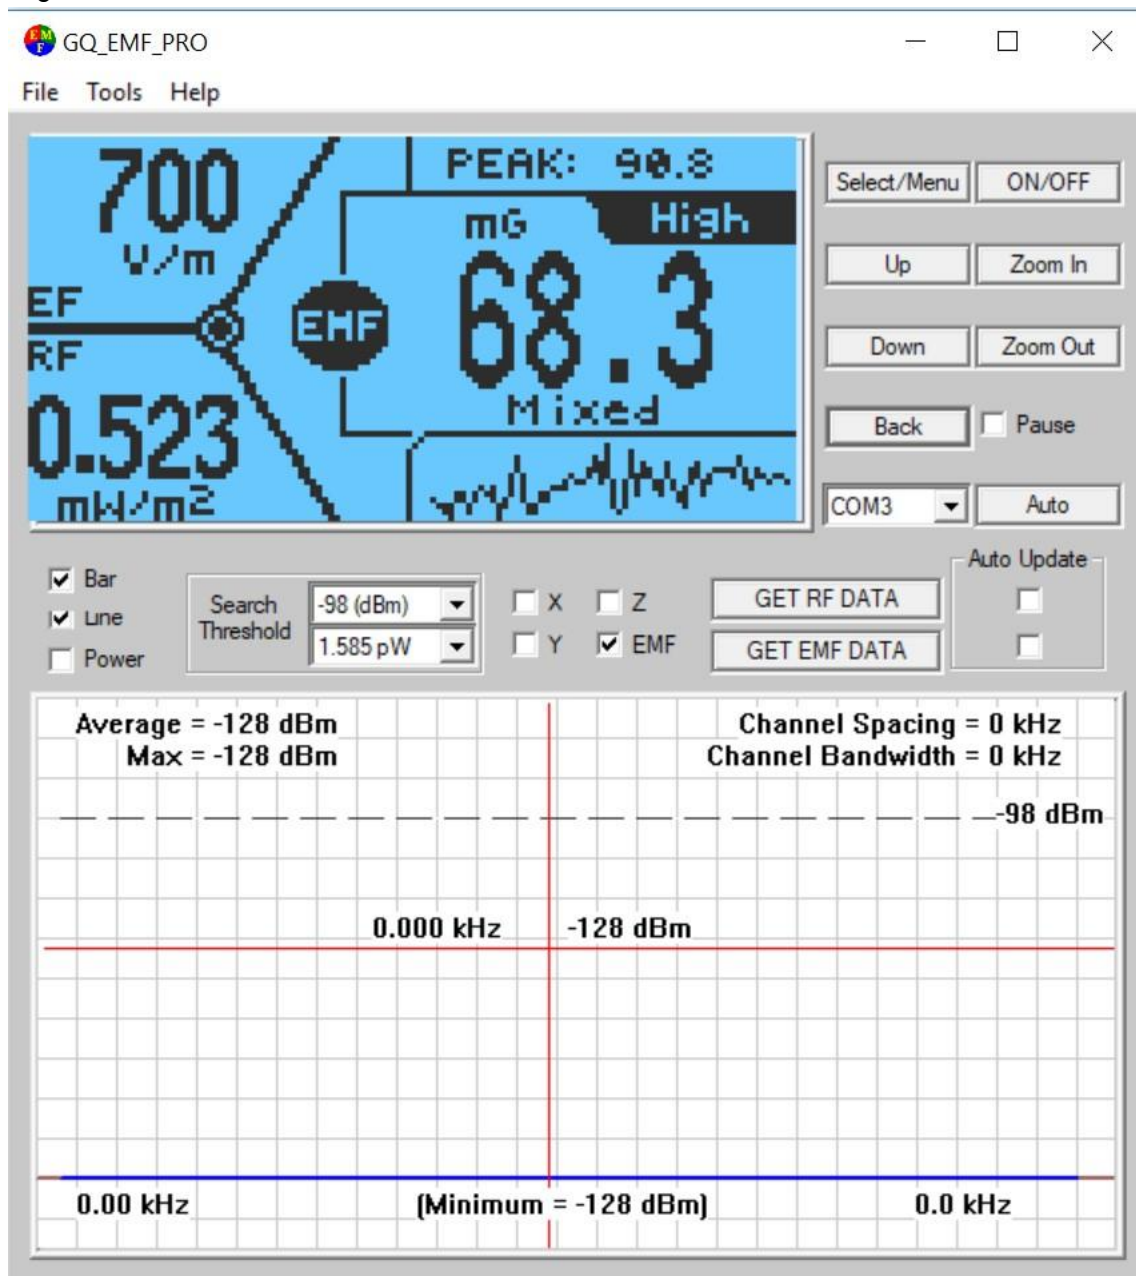 GQ_EMF_PRO
File Tools Help
700
V/m
EF
RF
0.523
mW/m²
EMF
PEAK: 90.8
mG High
68.3
Mixed
Select/Menu ON/OFF
Up Zoom In
Down Zoom Out
Back Pause
COM3 Auto
Bar
Line
Power
Search Threshold
-98 (dBm)
1.585 pW
X Z
Y EMF
GET RF DATA
GET EMF DATA
Auto Update
Average = -128 dBm
Max = -128 dBm
Channel Spacing = 0 kHz
Channel Bandwidth = 0 kHz
-98 dBm
0.000 kHz -128 dBm
0.00 kHz (Minimum = -128 dBm) 0.0 kHz